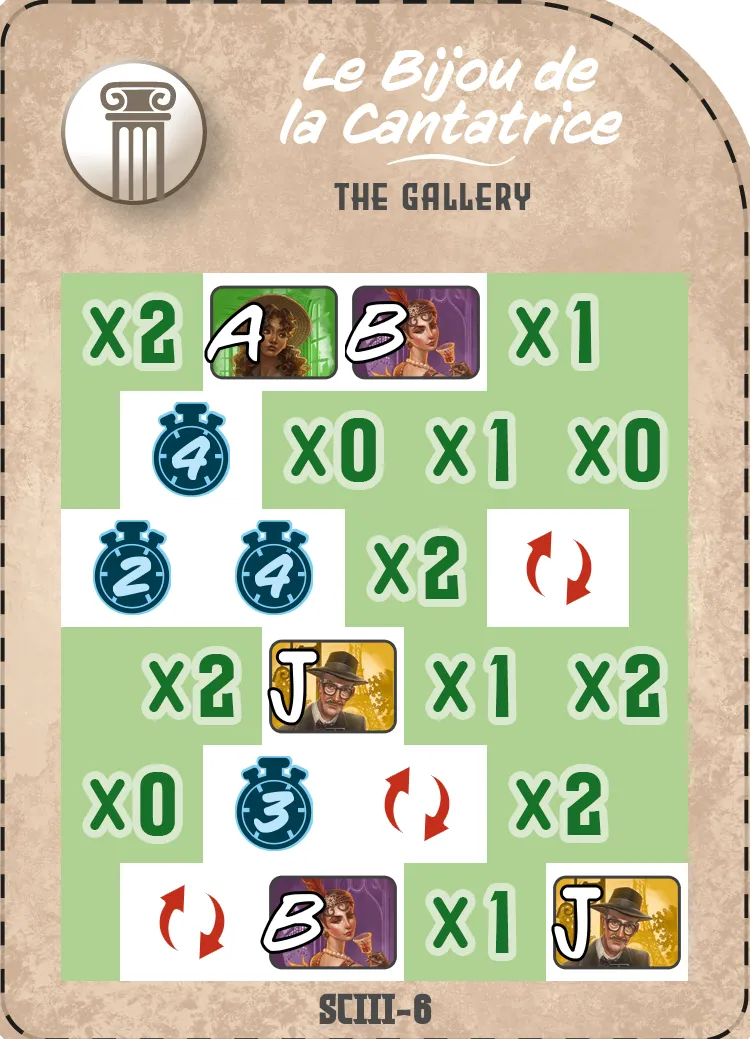 Le Bijou de
la Cantatrice
THE GALLERY
x2 A B x1
4 x0 x1 x0
2 4 x2
x2 J x1 x2
x0 3 x2
B x1 J
SCIII-6